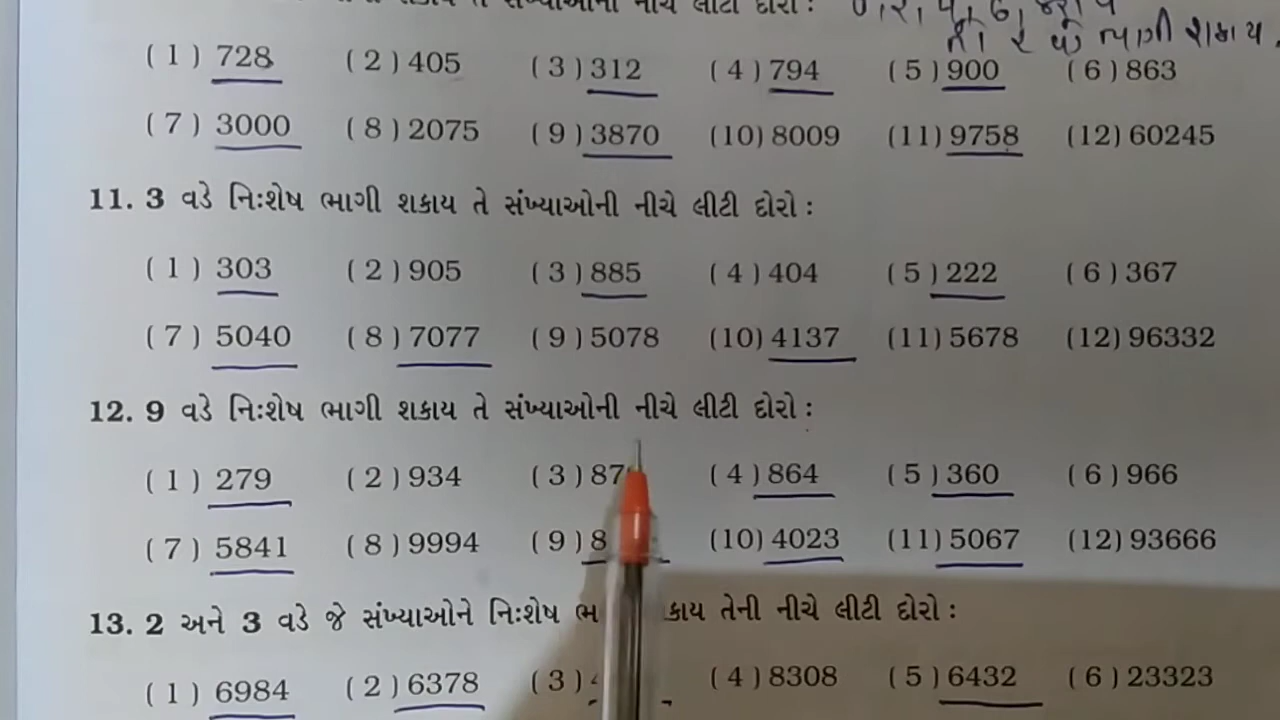 શકાય તે સંખ્યાઓની નીચે લીટી દોરો :
તો ર વડે ભાગી શકાય.
( 1 ) 728 ( 2 ) 405 ( 3 ) 312 ( 4 ) 794 ( 5 ) 900 ( 6 ) 863
( 7 ) 3000 ( 8 ) 2075 ( 9 ) 3870 (10) 8009 (11) 9758 (12) 60245
11. 3 વડે નિઃશેષ ભાગી શકાય તે સંખ્યાઓની નીચે લીટી દોરો :
( 1 ) 303 ( 2 ) 905 ( 3 ) 885 ( 4 ) 404 ( 5 ) 222 ( 6 ) 367
( 7 ) 5040 ( 8 ) 7077 ( 9 ) 5078 (10) 4137 (11) 5678 (12) 96332
12. 9 વડે નિઃશેષ ભાગી શકાય તે સંખ્યાઓની નીચે લીટી દોરો :
( 1 ) 279 ( 2 ) 934 ( 3 ) 87 ( 4 ) 864 ( 5 ) 360 ( 6 ) 966
( 7 ) 5841 ( 8 ) 9994 ( 9 ) 8 (10) 4023 (11) 5067 (12) 93666
13. 2 અને 3 વડે જે સંખ્યાઓને નિઃશેષ ભ કાય તેની નીચે લીટી દોરો :
( 1 ) 6984 ( 2 ) 6378 ( 3 ) ( 4 ) 8308 ( 5 ) 6432 ( 6 ) 23323